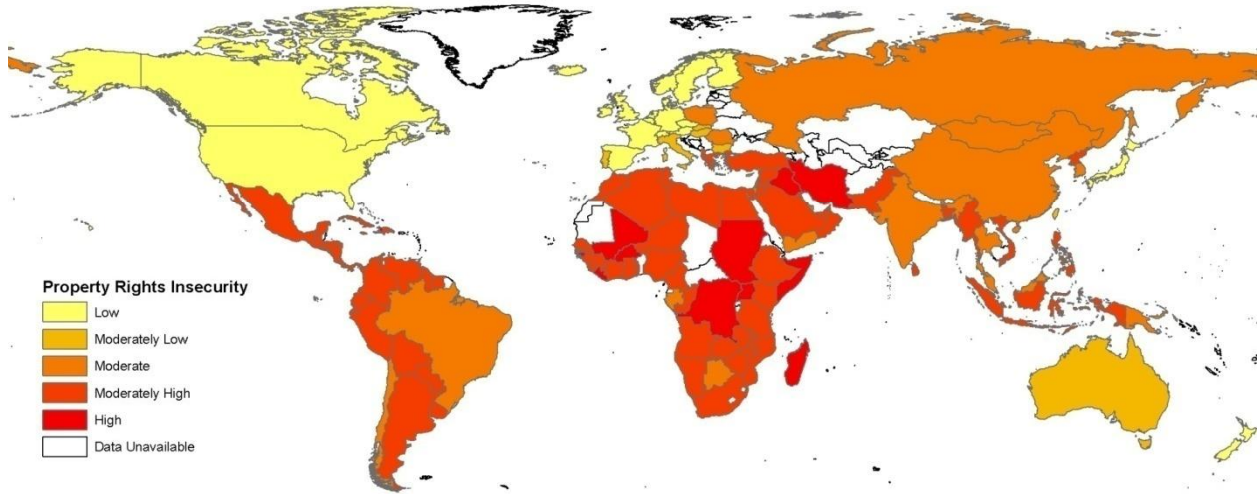 Property Rights Insecurity
Low
Moderately Low
Moderate
Moderately High
High
Data Unavailable